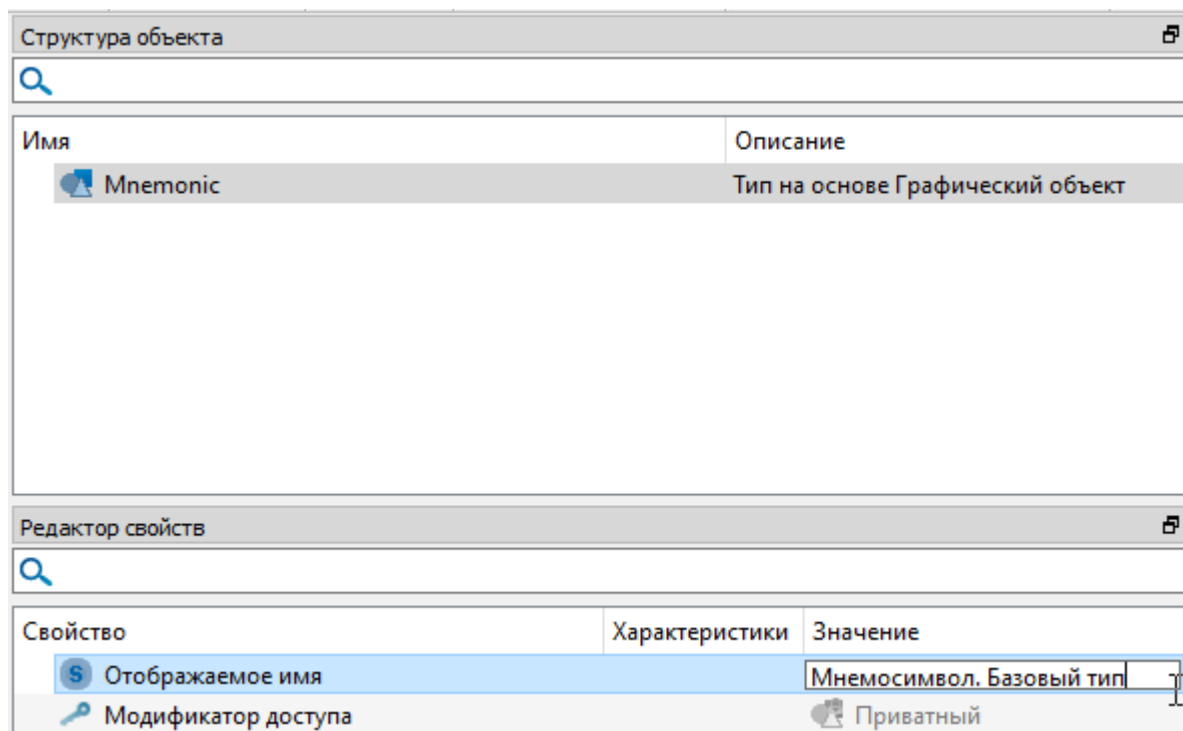 Структура объекта
Имя Описание
Mnemonic Тип на основе Графический объект
Редактор свойств
Свойство Характеристики Значение
S Отображаемое имя Мнемосимвол. Базовый тип
Модификатор доступа Приватный